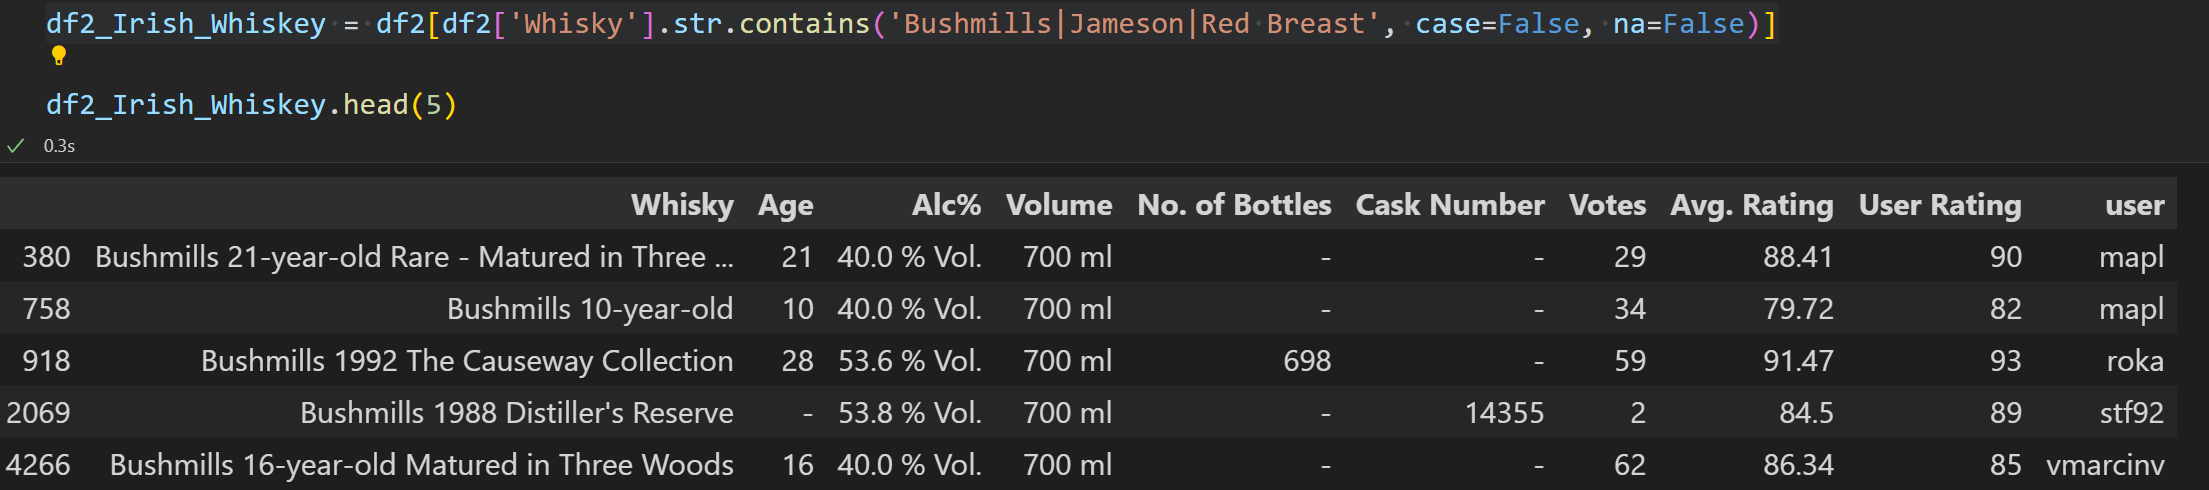 df2_Irish_Whiskey = df2[df2['Whisky'].str.contains('Bushmills|Jameson|Red Breast', case=False, na=False)]
df2_Irish_Whiskey.head(5)
0.3s
Whisky Age Alc% Volume No. of Bottles Cask Number Votes Avg. Rating User Rating user
380 Bushmills 21-year-old Rare - Matured in Three ... 21 40.0 % Vol. 700 ml - - 29 88.41 90 mapl
758 Bushmills 10-year-old 10 40.0 % Vol. 700 ml - - 34 79.72 82 mapl
918 Bushmills 1992 The Causeway Collection 28 53.6 % Vol. 700 ml 698 - 59 91.47 93 roka
2069 Bushmills 1988 Distiller's Reserve - 53.8 % Vol. 700 ml - 14355 2 84.5 89 stf92
4266 Bushmills 16-year-old Matured in Three Woods 16 40.0 % Vol. 700 ml - - 62 86.34 85 vmarcinv